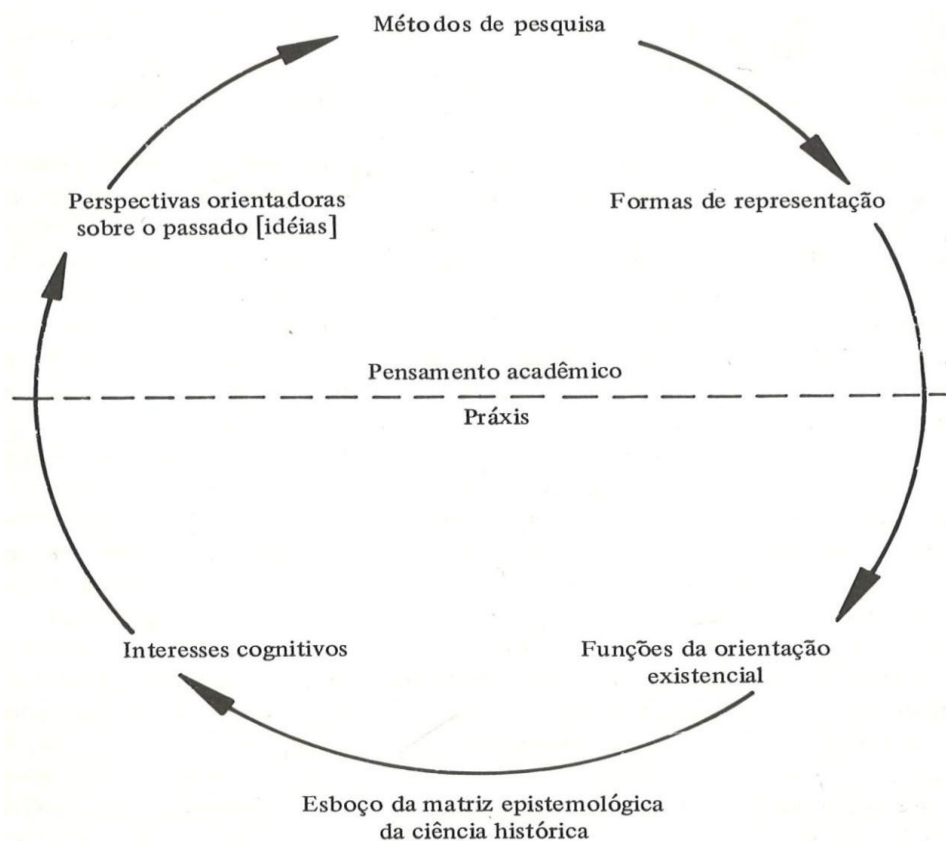 Métodos de pesquisa
Perspectivas orientadoras
sobre o passado [idéias]
Formas de representação
Pensamento acadêmico
Práxis
Interesses cognitivos
Funções da orientação
existencial
Esboço da matriz epistemológica
da ciência histórica